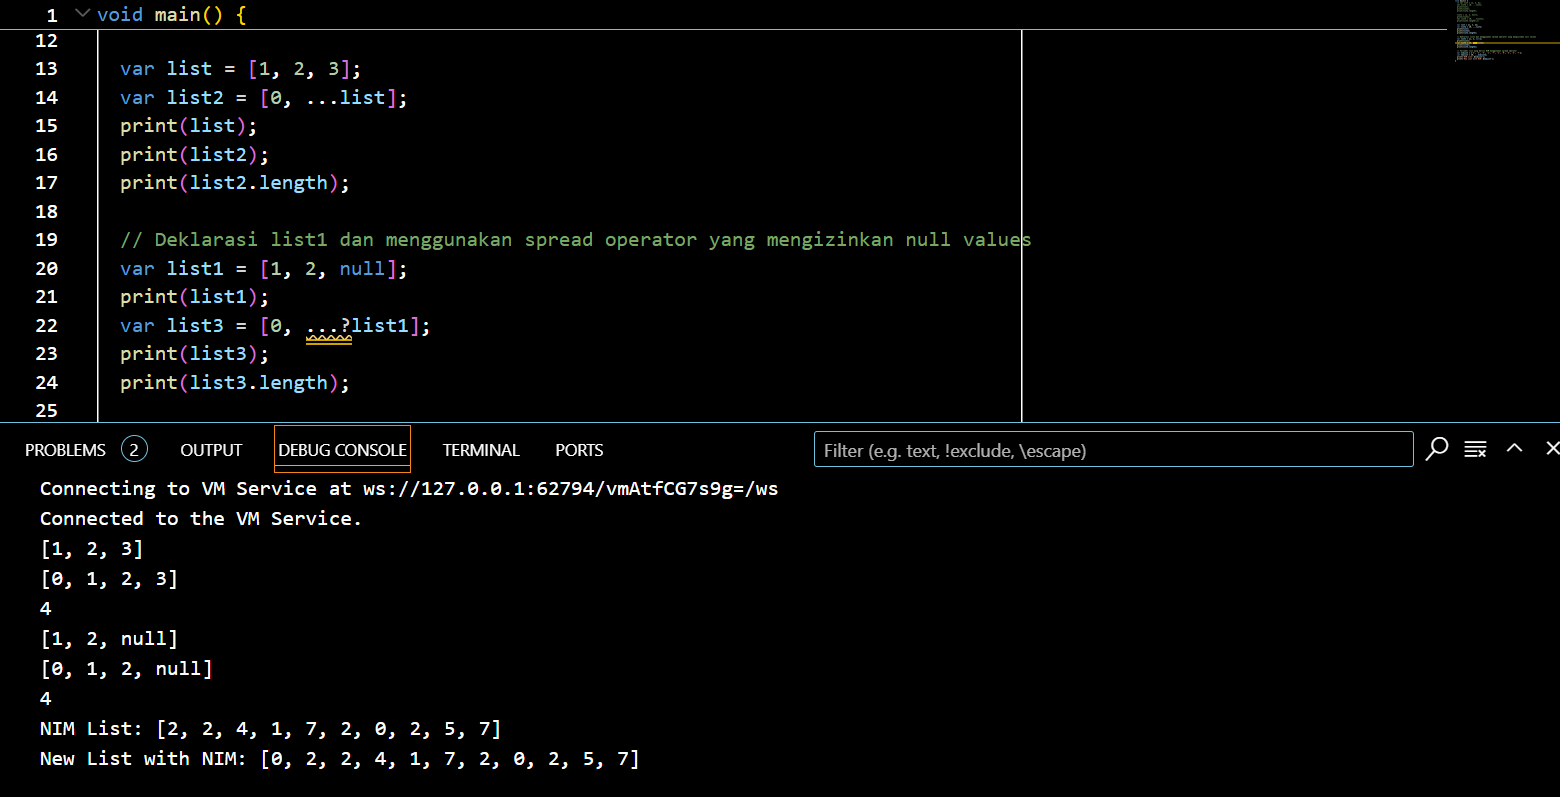 1 void main() {
12
13 var list = [1, 2, 3];
14 var list2 = [0, ...list];
15 print(list);
16 print(list2);
17 print(list2.length);
18
19 // Deklarasi list1 dan menggunakan spread operator yang mengizinkan null values
20 var list1 = [1, 2, null];
21 print(list1);
22 var list3 = [0, ...?list1];
23 print(list3);
24 print(list3.length);
25
PROBLEMS 2 OUTPUT DEBUG CONSOLE TERMINAL PORTS Filter (e.g. text, !exclude, \escape)
Connecting to VM Service at ws://127.0.0.1:62794/vmAtfCG7s9g=/ws
Connected to the VM Service.
[1, 2, 3]
[0, 1, 2, 3]
4
[1, 2, null]
[0, 1, 2, null]
4
NIM List: [2, 2, 4, 1, 7, 2, 0, 2, 5, 7]
New List with NIM: [0, 2, 2, 4, 1, 7, 2, 0, 2, 5, 7]